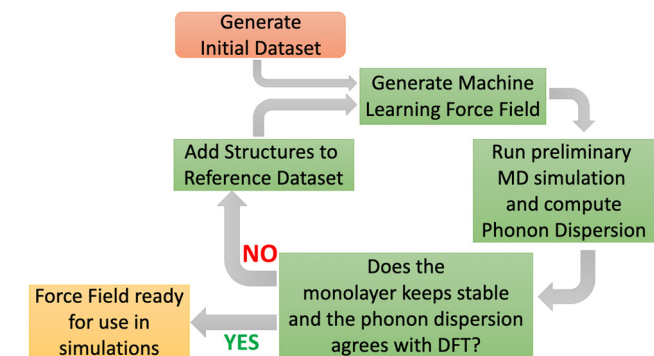 Generate
Initial Dataset
Generate Machine
Learning Force Field
Add Structures to
Reference Dataset
Run preliminary
MD simulation
and compute
Phonon Dispersion
NO
Does the
monolayer keeps stable
and the phonon dispersion
agrees with DFT?
YES
Force Field ready
for use in
simulations